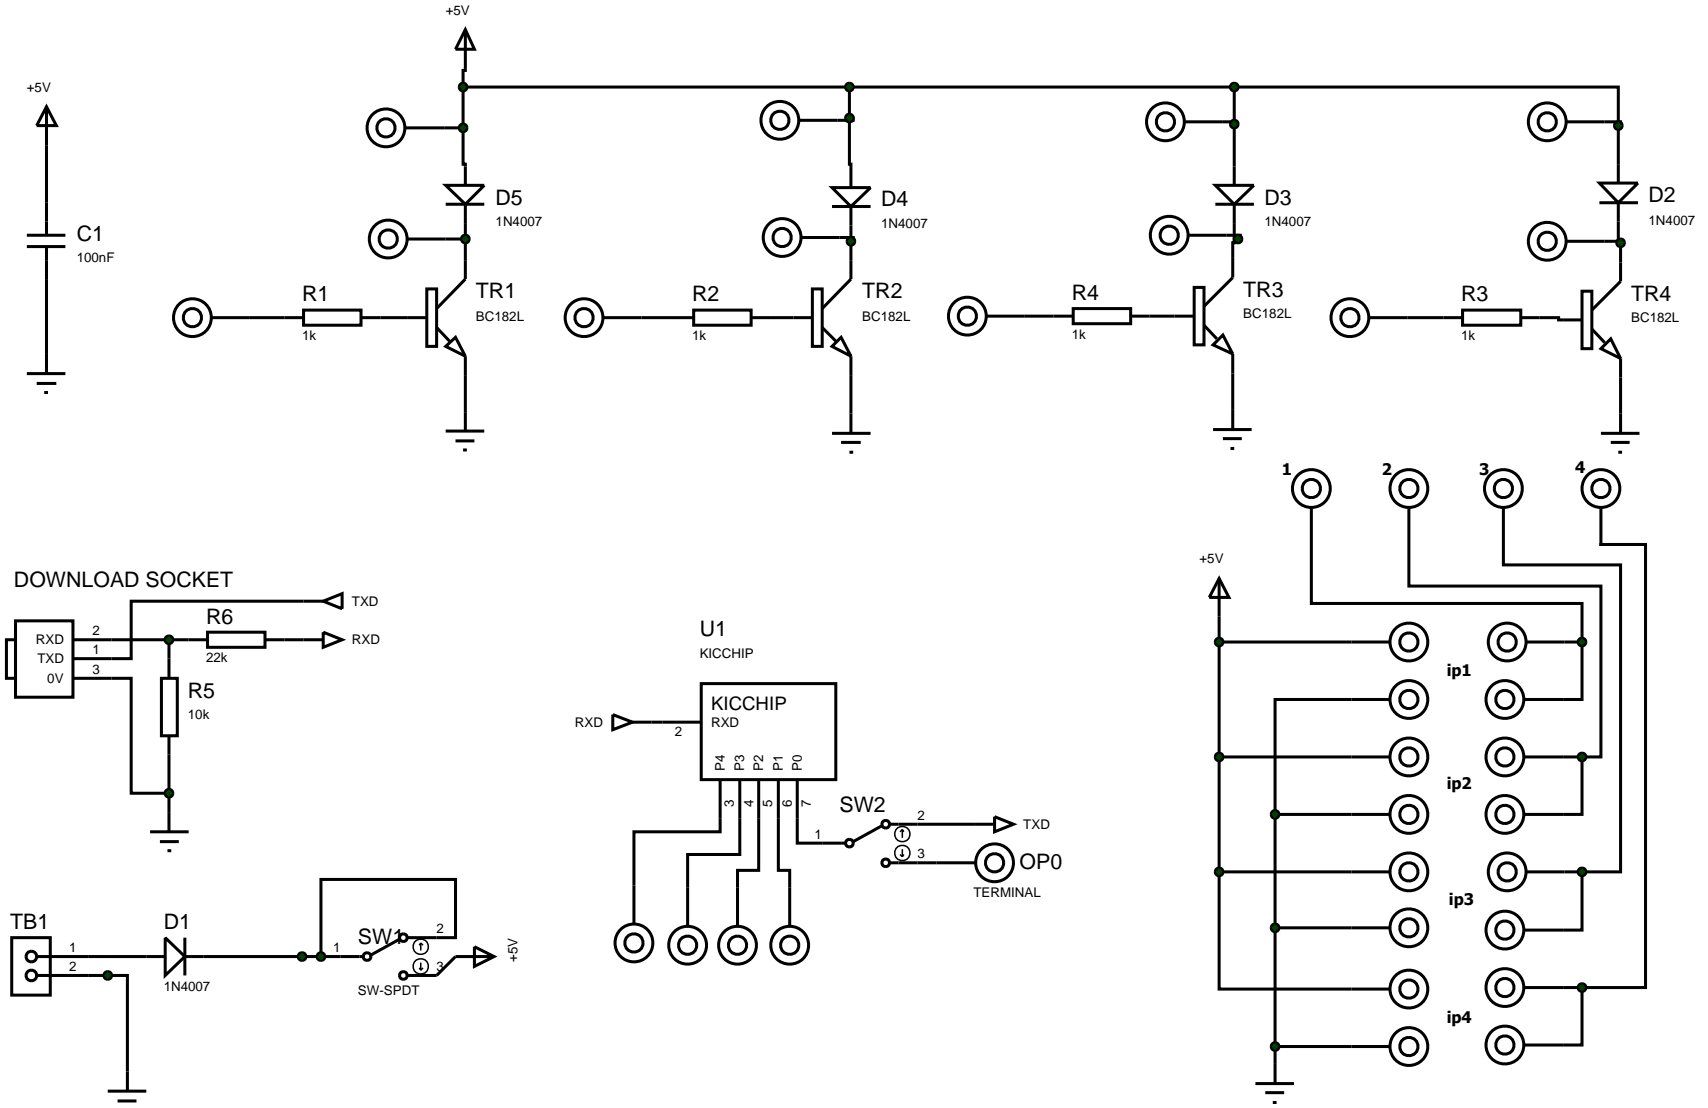 +5V
+5V
C1
100nF
D5
1N4007
D4
1N4007
D3
1N4007
D2
1N4007
R1
1k
TR1
BC182L
R2
1k
TR2
BC182L
R4
1k
TR3
BC182L
R3
1k
TR4
BC182L
1 2 3 4
DOWNLOAD SOCKET
TXD
R6
22k
RXD
RXD 2
TXD 1
0V 3
R5
10k
+5V
ip1
ip2
ip3
ip4
U1
KICCHIP
KICCHIP
RXD
2
RXD
P4 P3 P2 P1 P0
3 4 5 6 7
SW2
1
2
TXD
3
OP0
TERMINAL
TB1
1
2
D1
1N4007
SW1
1
2
3
SW-SPDT
+5V